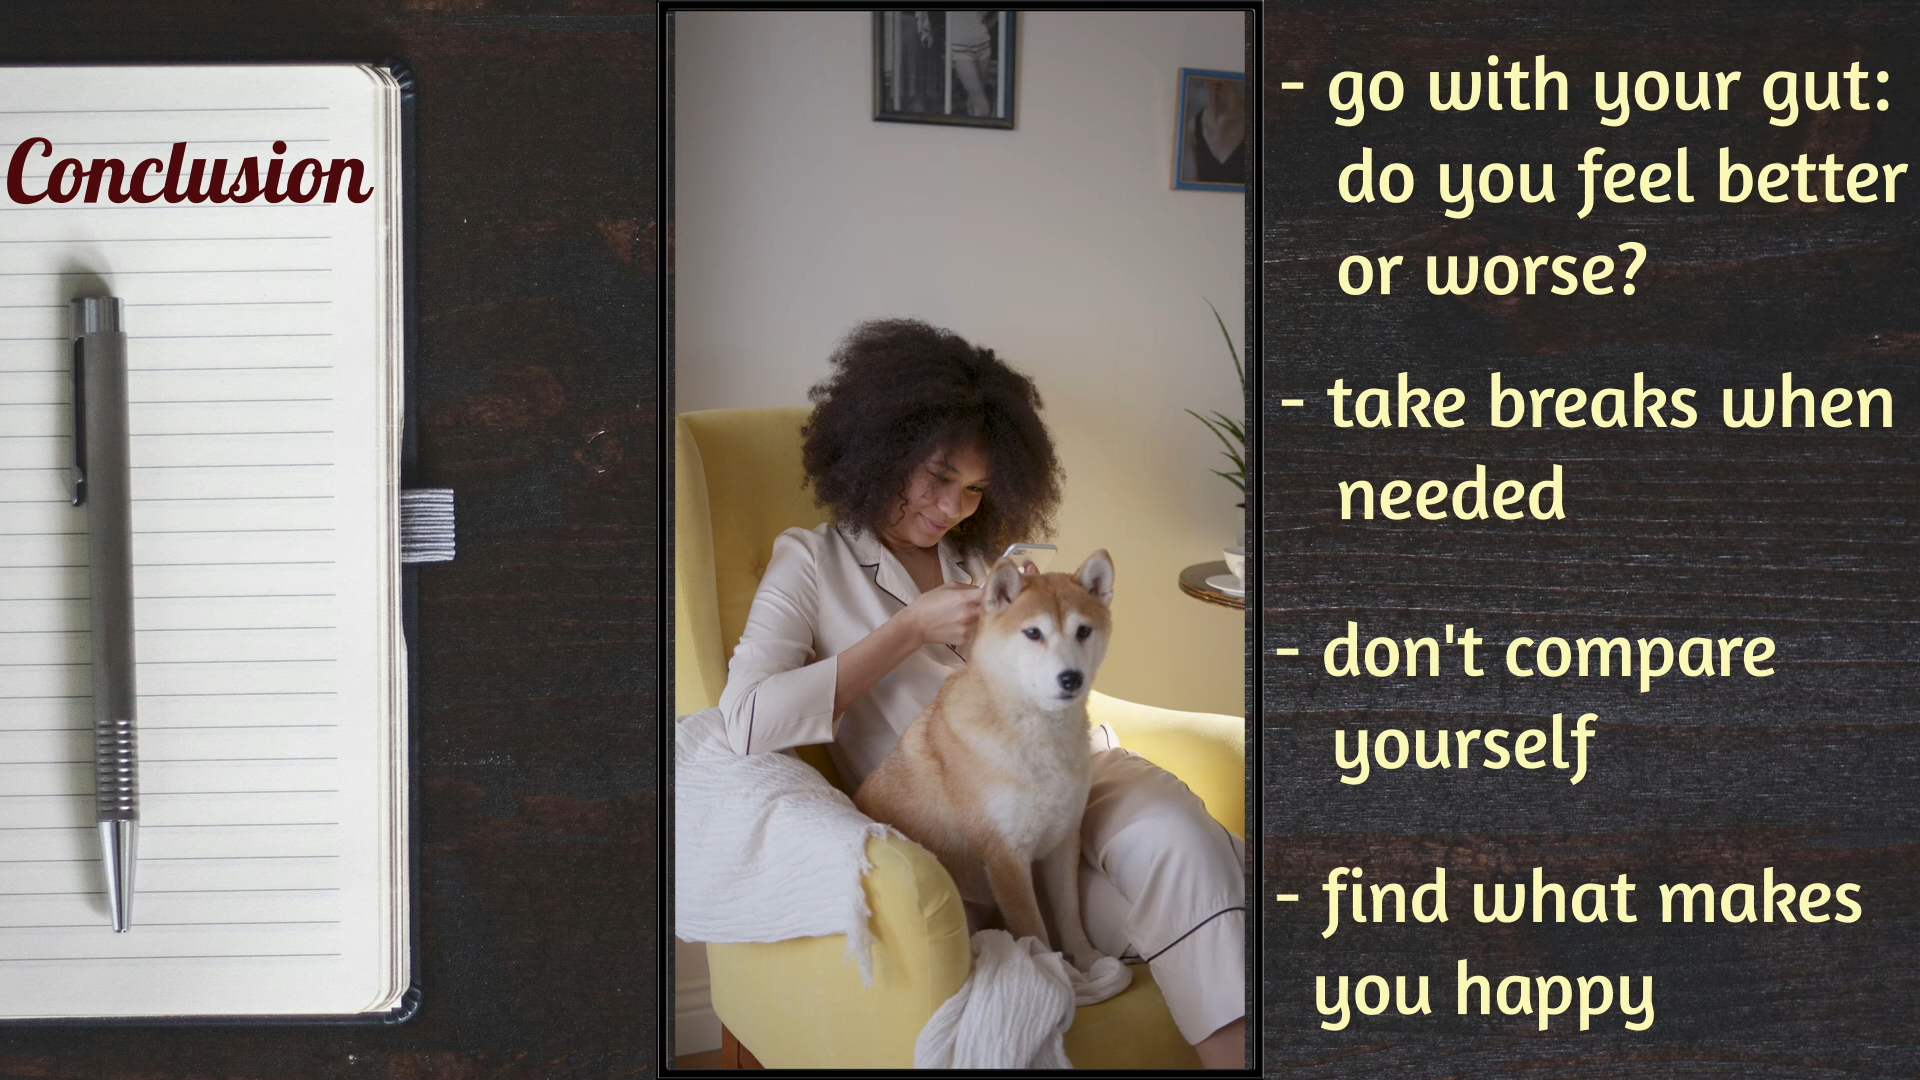 Conclusion
- go with your gut:
do you feel better
or worse?
- take breaks when
needed
- don't compare
yourself
- find what makes
you happy